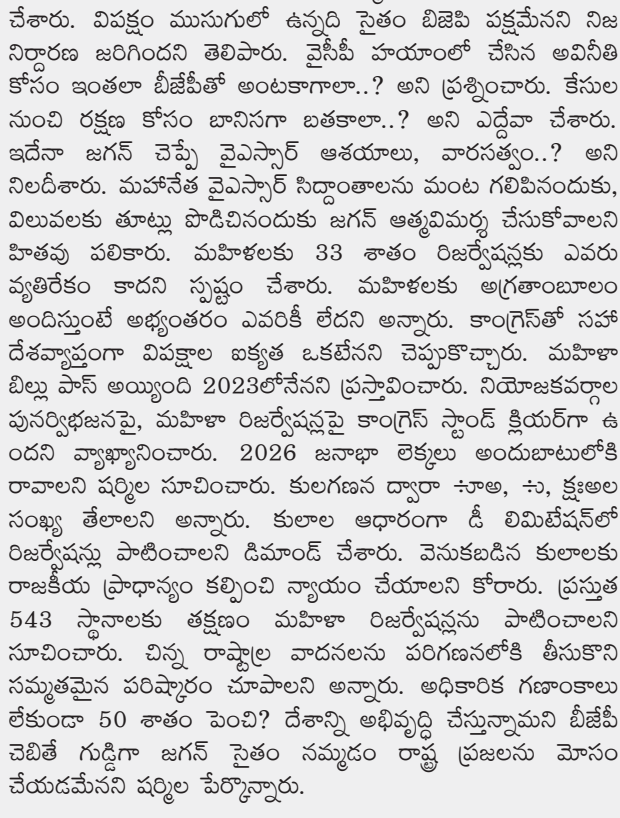 చేశారు. విపక్షం ముసుగులో ఉన్నది సైతం బిజెపి పక్షమేనని నిజ
నిర్ధారణ జరిగిందని తెలిపారు. వైసీపీ హయాంలో చేసిన అవినీతి
కోసం ఇంతలా బీజేపీతో అంటకాగాలా..? అని ప్రశ్నించారు. కేసుల
నుంచి రక్షణ కోసం బానిసగా బతకాలా..? అని ఎద్దేవా చేశారు.
ఇదేనా జగన్ చెప్పే వైఎస్సార్ ఆశయాలు, వారసత్వం..? అని
నిలదీశారు. మహానేత వైఎస్సార్ సిద్దాంతాలను మంట గలిపినందుకు,
విలువలకు తూట్లు పొడిచినందుకు జగన్ ఆత్మవిమర్శ చేసుకోవాలని
హితవు పలికారు. మహిళలకు 33 శాతం రిజర్వేషన్లకు ఎవరు
వ్యతిరేకం కాదని స్పష్టం చేశారు. మహిళలకు అగ్రతాంబూలం
అందిస్తుంటే అభ్యంతరం ఎవరికీ లేదని అన్నారు. కాంగ్రెస్‌తో సహా
దేశవ్యాప్తంగా విపక్షాల ఐక్యత ఒకటేనని చెప్పుకొచ్చారు. మహిళా
బిల్లు పాస్ అయ్యింది 2023లోనేనని ప్రస్తావించారు. నియోజకవర్గాల
పునర్విభజనపై, మహిళా రిజర్వేషన్లపై కాంగ్రెస్ స్టాండ్ క్లియర్‌గా ఉ
ందని వ్యాఖ్యానించారు. 2026 జనాభా లెక్కలు అందుబాటులోకి
రావాలని షర్మిల సూచించారు. కులగణన ద్వారా క్షఃఅల
సంఖ్య తేలాలని అన్నారు. కులాల ఆధారంగా డీ లిమిటేషన్‌లో
రిజర్వేషన్లు పాటించాలని డిమాండ్ చేశారు. వెనుకబడిన కులాలకు
రాజకీయ ప్రాధాన్యం కల్పించి న్యాయం చేయాలని కోరారు. ప్రస్తుత
543 స్థానాలకు తక్షణం మహిళా రిజర్వేషన్లను పాటించాలని
సూచించారు. చిన్న రాష్ట్రాల వాదనలను పరిగణనలోకి తీసుకొని
సమ్మతమైన పరిష్కారం చూపాలని అన్నారు. అధికారిక గణాంకాలు
లేకుండా 50 శాతం పెంచి? దేశాన్ని అభివృద్ధి చేస్తున్నామని బీజేపీ
చెబితే గుడ్డిగా జగన్ సైతం నమ్మడం రాష్ట్ర ప్రజలను మోసం
చేయడమేనని షర్మిల పేర్కొన్నారు.